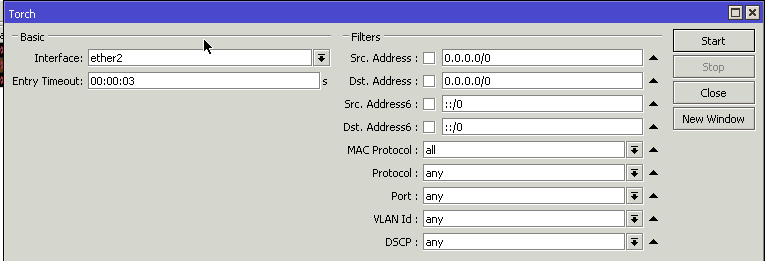 Torch
Basic
Interface: ether2
Entry Timeout: 00:00:03 s
Filters
Src. Address : 0.0.0.0/0
Dst. Address : 0.0.0.0/0
Src. Address6 : ::/0
Dst. Address6 : ::/0
MAC Protocol : all
Protocol : any
Port : any
VLAN Id : any
DSCP : any
Start
Stop
Close
New Window